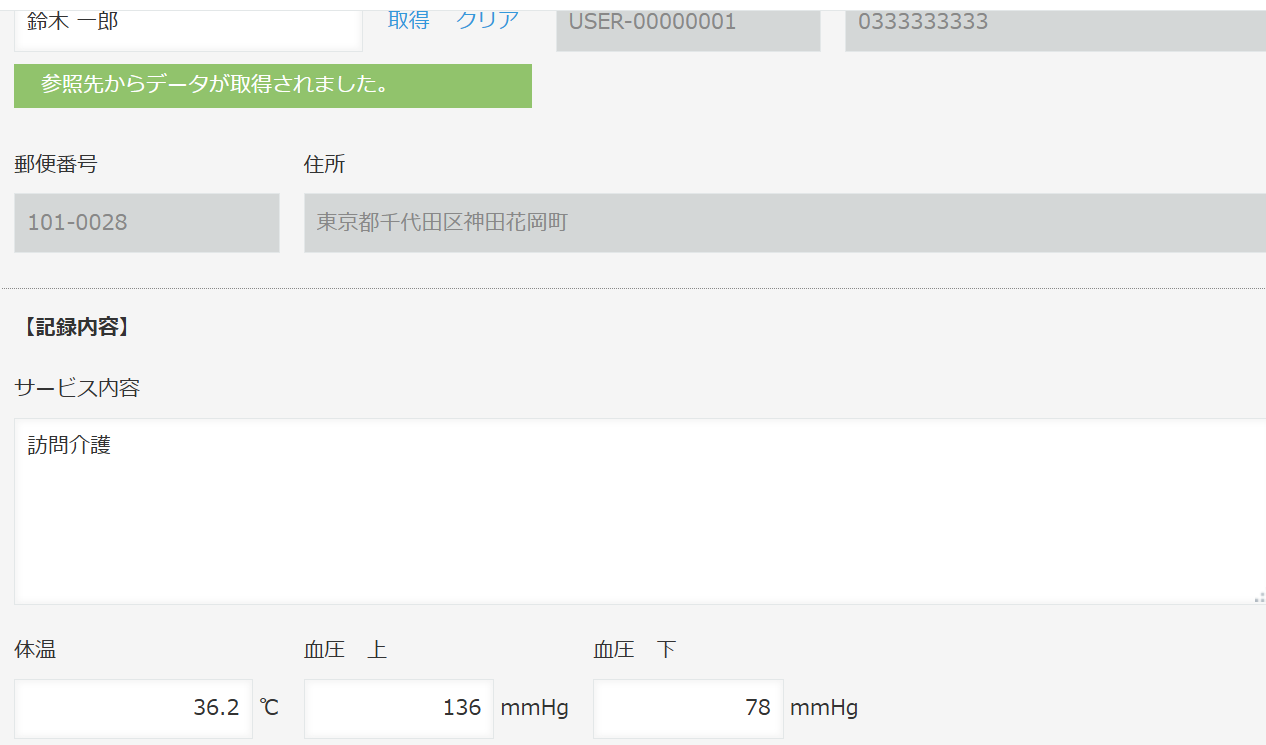 鈴木 一郎 取得 クリア USER-00000001 0333333333
参照先からデータが取得されました。
郵便番号 住所
101-0028 東京都千代田区神田花岡町
【記録内容】
サービス内容
訪問介護
体温 血圧　上 血圧　下
36.2 ℃ 136 mmHg 78 mmHg